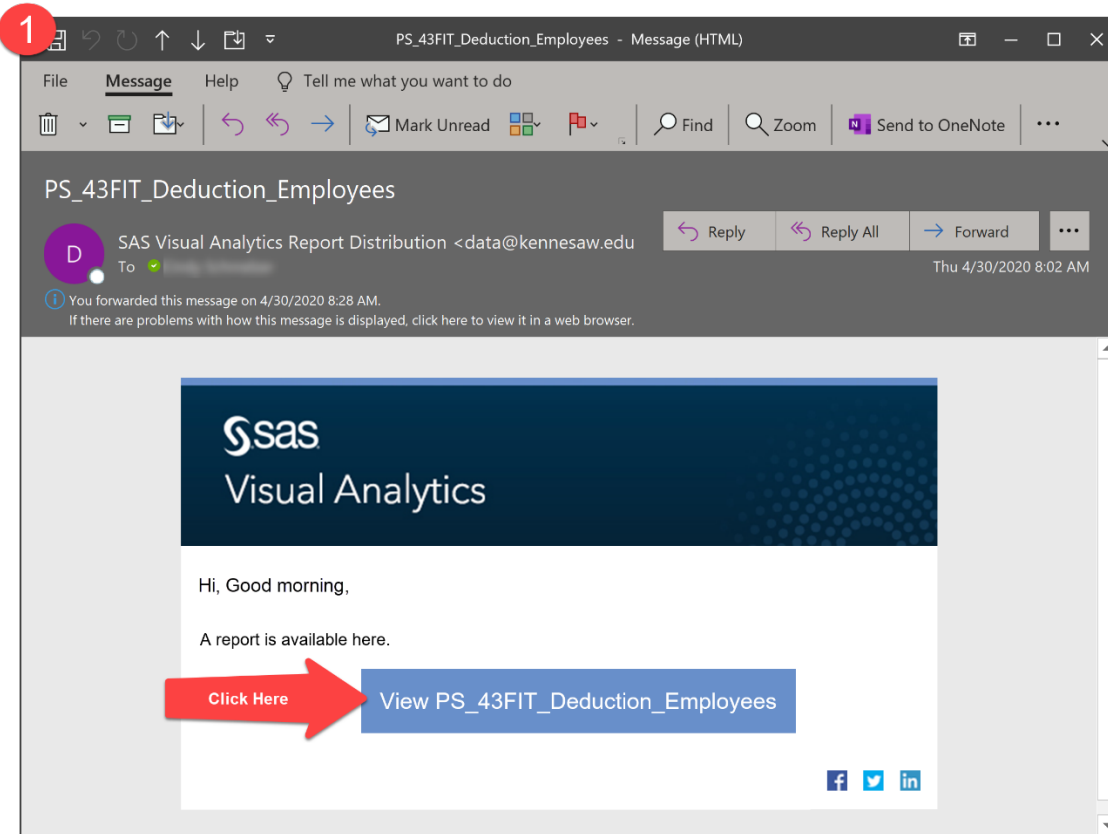 1
PS_43FIT_Deduction_Employees - Message (HTML)
File Message Help Tell me what you want to do
Mark Unread Find Zoom Send to OneNote
PS_43FIT_Deduction_Employees
D
SAS Visual Analytics Report Distribution <data@kennesaw.edu
To
Reply Reply All Forward
Thu 4/30/2020 8:02 AM
You forwarded this message on 4/30/2020 8:28 AM.
If there are problems with how this message is displayed, click here to view it in a web browser.
sas
Visual Analytics
Hi, Good morning,
A report is available here.
Click Here
View PS_43FIT_Deduction_Employees